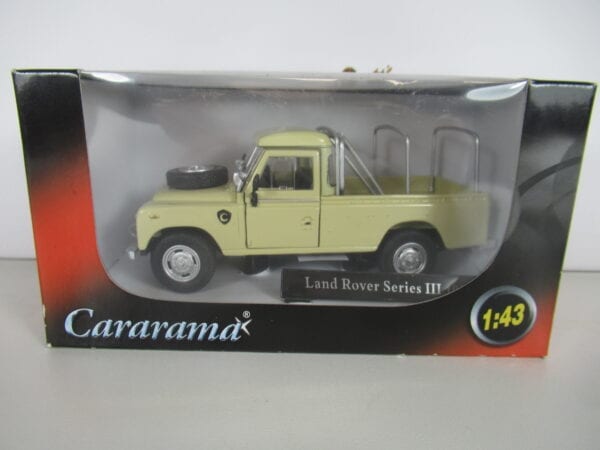 C
Land Rover Series III
Cararama®
1:43